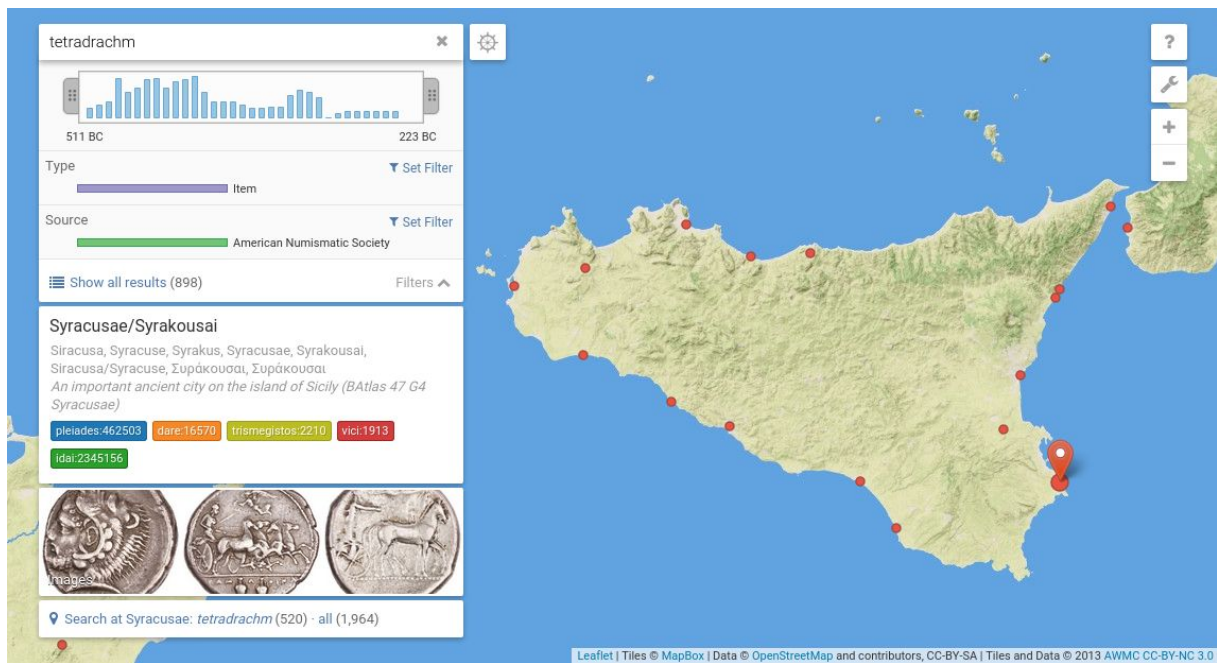 tetradrachm
511 BC
223 BC
Type
Set Filter
Item
Source
Set Filter
American Numismatic Society
Show all results (898)
Filters
Syracusae/Syrakousai
Siracusa, Syracuse, Syrakus, Syracusae, Syrakousai,
Siracusa/Syracuse, Συράκουσαι, Συράκουσαι
An important ancient city on the island of Sicily (BAtlas 47 G4
Syracusae)
pleiades:462503 dare:16570 trismegistos:2210 vici:1913
idai:2345156
Images
Search at Syracusae: tetradrachm (520) · all (1,964)
?
+
−
Leaflet | Tiles © MapBox | Data © OpenStreetMap and contributors, CC-BY-SA | Tiles and Data © 2013 AWMC CC-BY-NC 3.0